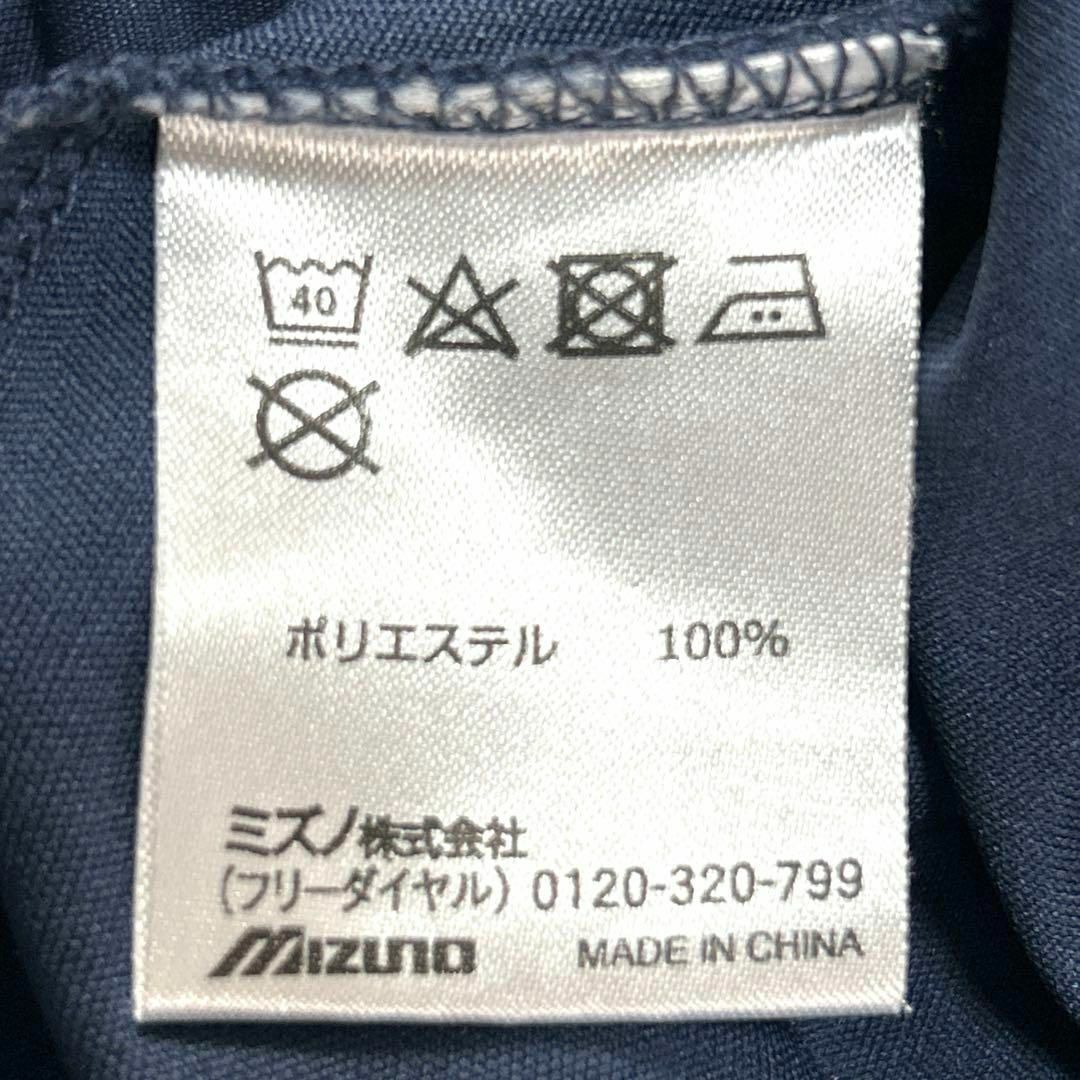 40
ポリエステル 100%
ミズノ株式会社
(フリーダイヤル) 0120-320-799
MIZUNO MADE IN CHINA